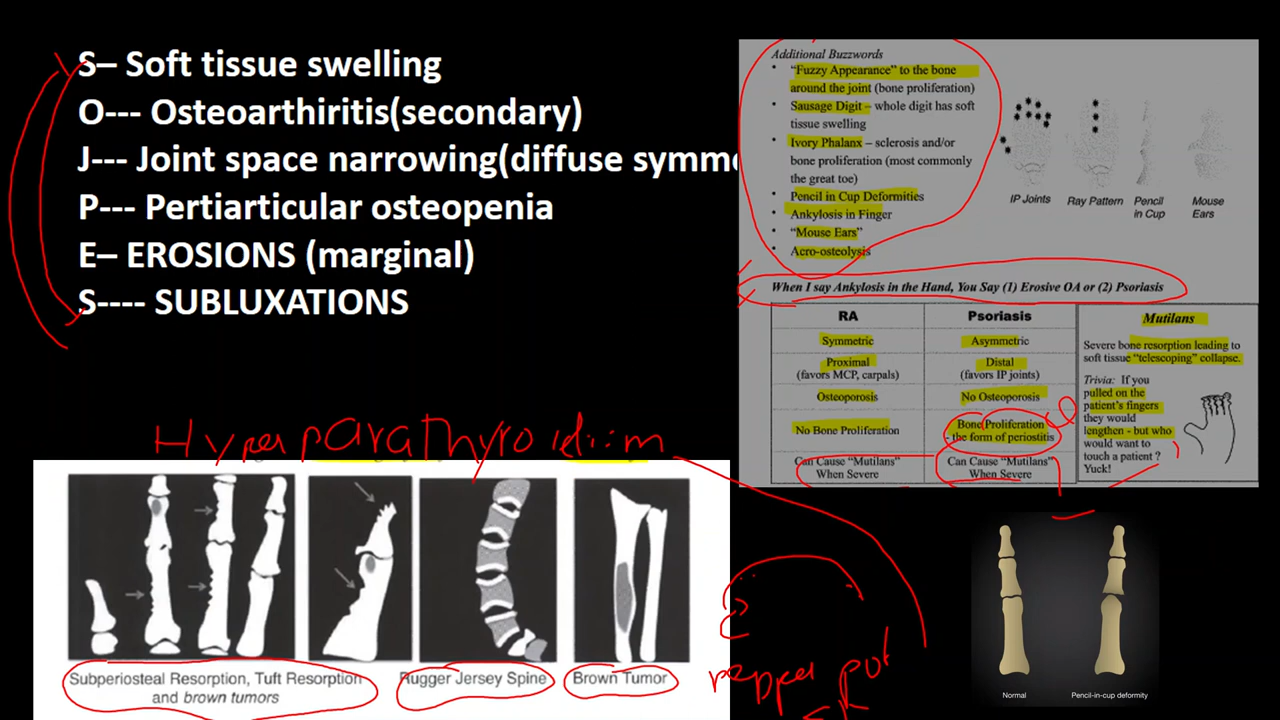 S– Soft tissue swelling
O--- Osteoarthiritis(secondary)
J--- Joint space narrowing(diffuse symm
P--- Pertiarticular osteopenia
E– EROSIONS (marginal)
S---- SUBLUXATIONS
Additional Buzzwords
• "Fuzzy Appearance" to the bone
around the joint (bone proliferation)
• Sausage Digit – whole digit has soft
tissue swelling
• Ivory Phalanx – sclerosis and/or
bone proliferation (most commonly
the great toe)
• Pencil in Cup Deformities
• Ankylosis in Finger
• "Mouse Ears"
• Acro-osteolysis
IP Joints
Ray Pattern
Pencil
in Cup
Mouse
Ears
When I say Ankylosis in the Hand, You Say (1) Erosive OA or (2) Psoriasis
RA Psoriasis
Symmetric Asymmetric
Proximal
(favors MCP, carpals)
Distal
(favors IP joints)
Osteoporosis No Osteoporosis
No Bone Proliferation
Bone Proliferation
- the form of periostitis
Can Cause "Mutilans"
When Severe
Can Cause "Mutilans"
When Severe
Mutilans
Severe bone resorption leading to
soft tissue "telescoping" collapse.
Trivia: If you
pulled on the
patient's fingers
they would
lengthen - but who
would want to
touch a patient ?
Yuck!
Hyperparathyroidiim
Subperiosteal Resorption, Tuft Resorption
and brown tumors
Rugger Jersey Spine
Brown Tumor
pepper pot
Normal
Pencil-in-cup deformity